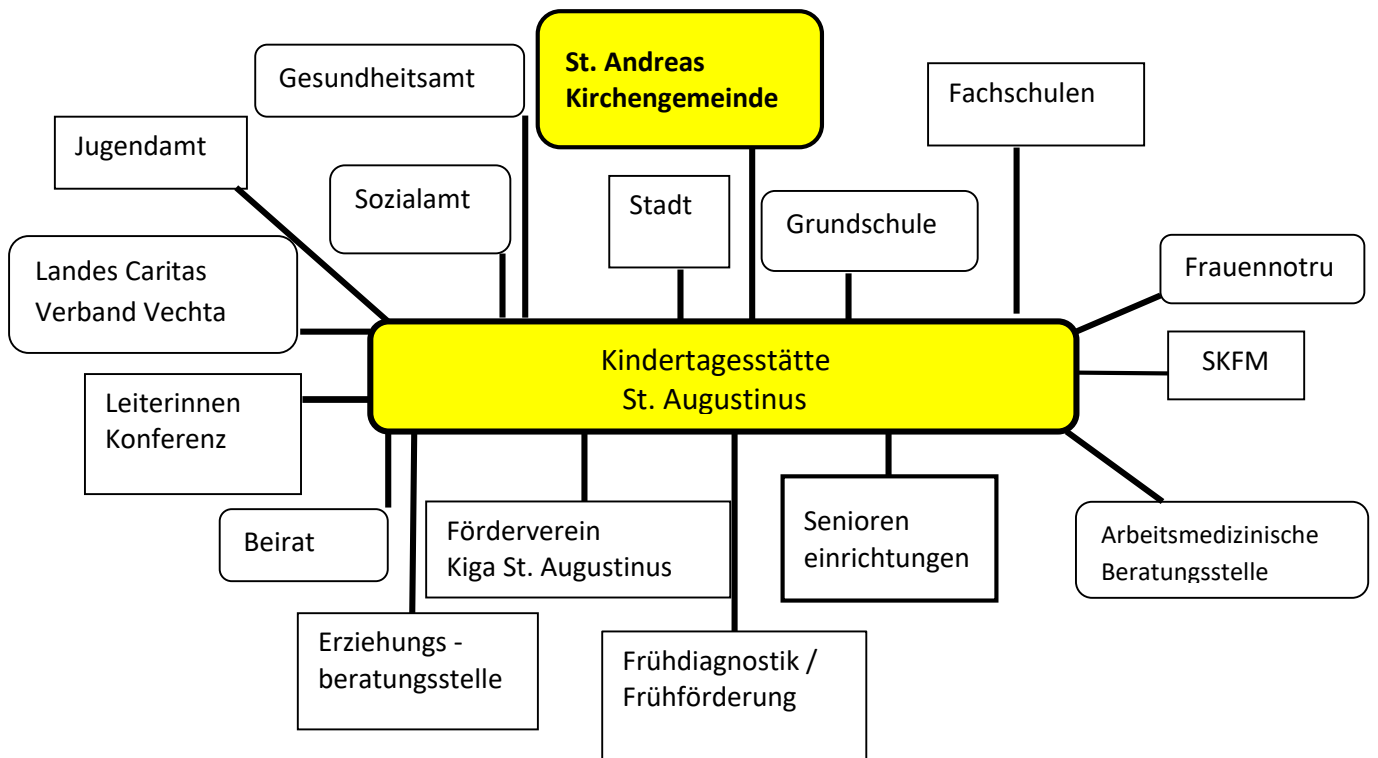 St. Andreas
Kirchengemeinde
Gesundheitsamt
Fachschulen
Jugendamt
Sozialamt
Stadt
Grundschule
Landes Caritas
Verband Vechta
Frauennotru
Kindertagesstätte
St. Augustinus
SKFM
Leiterinnen
Konferenz
Beirat
Förderverein
Kiga St. Augustinus
Senioren
einrichtungen
Arbeitsmedizinische
Beratungsstelle
Erziehungs -
beratungsstelle
Frühdiagnostik /
Frühförderung